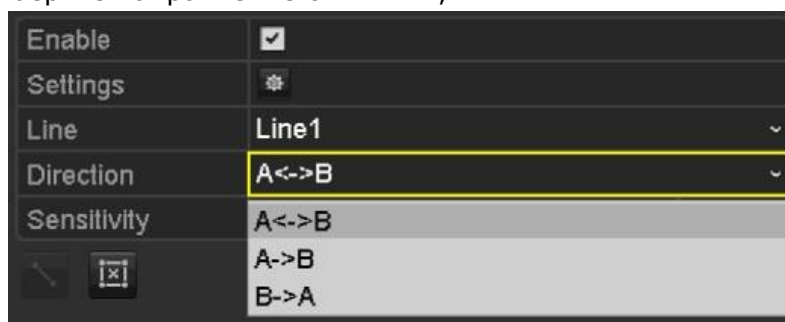 Enable
Settings
Line Line1
Direction A<->B
Sensitivity
A<->B
A->B
B->A